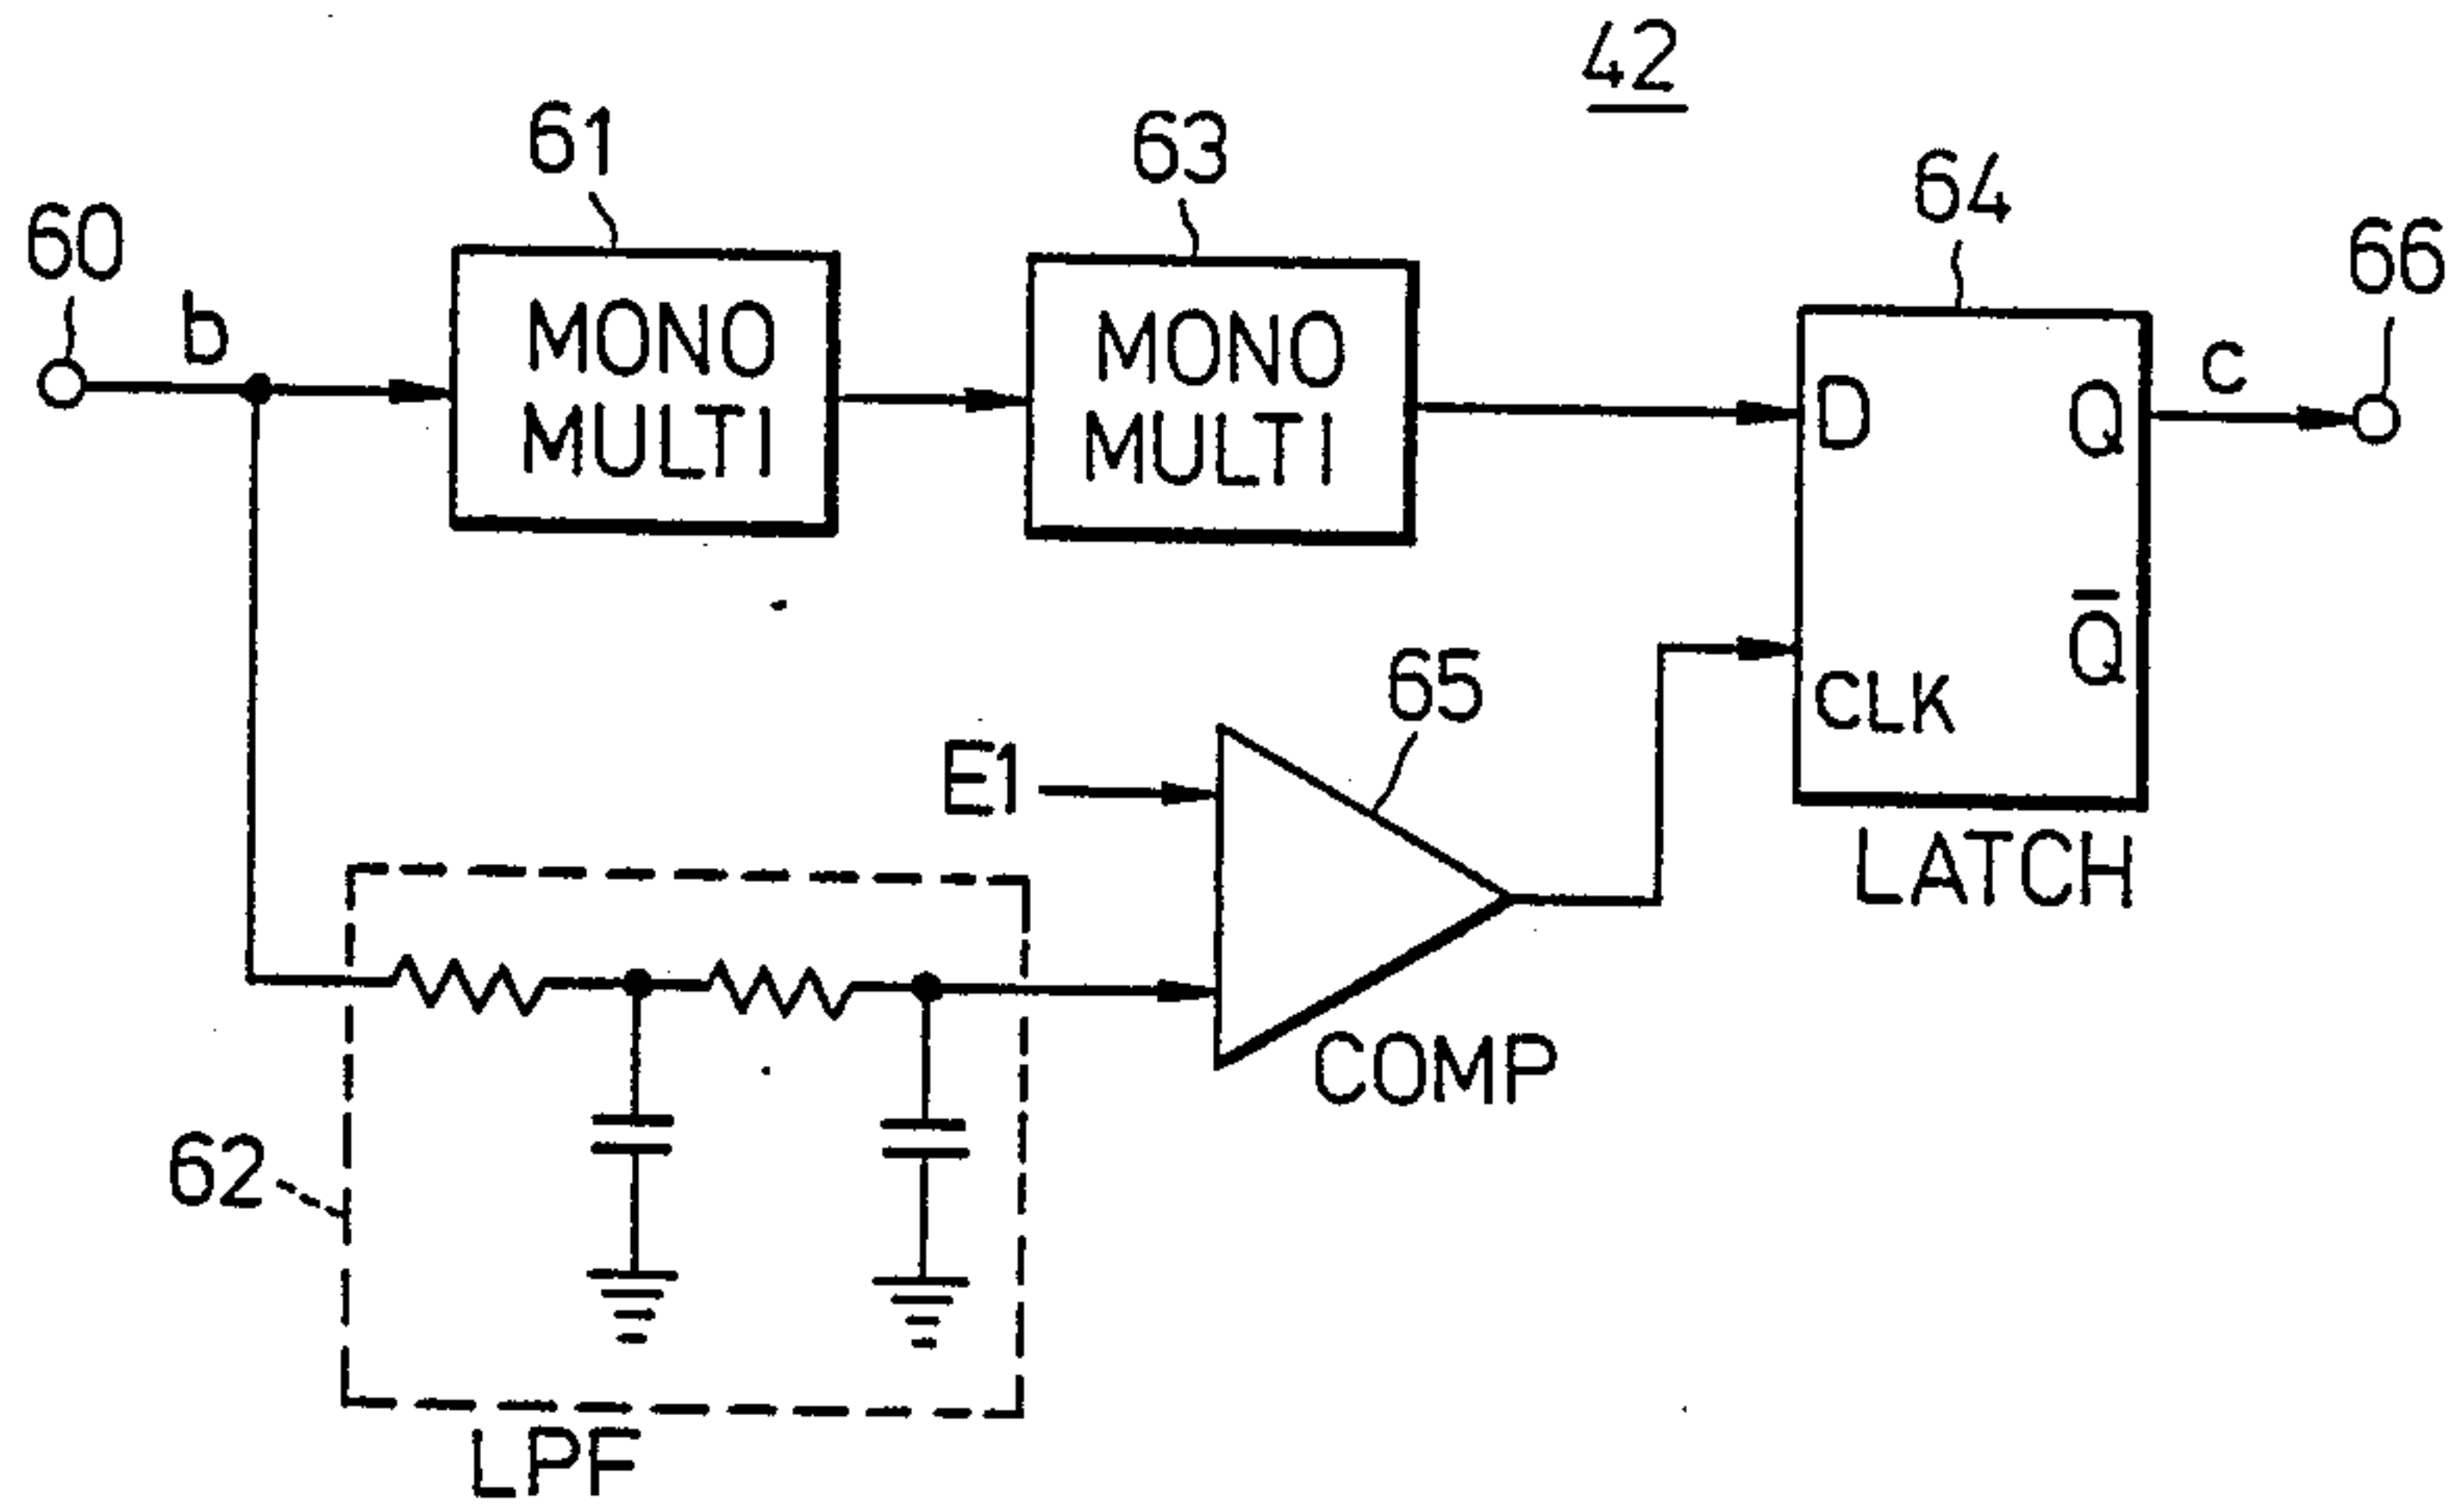 42
61
63
64
60
66
b
MONO
MULTI
MONO
MULTI
D
Q
c
Q̅
CLK
65
E1
LATCH
COMP
62
LPF